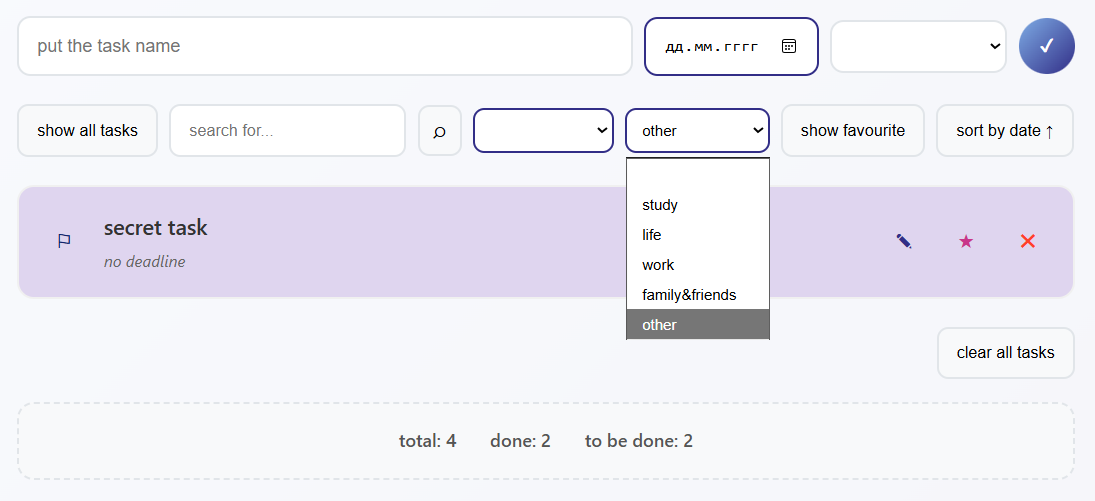 put the task name
дд.мм.гггг
show all tasks
search for...
other
show favourite
sort by date ↑
secret task
no deadline
study
life
work
family&friends
other
clear all tasks
total: 4 done: 2 to be done: 2